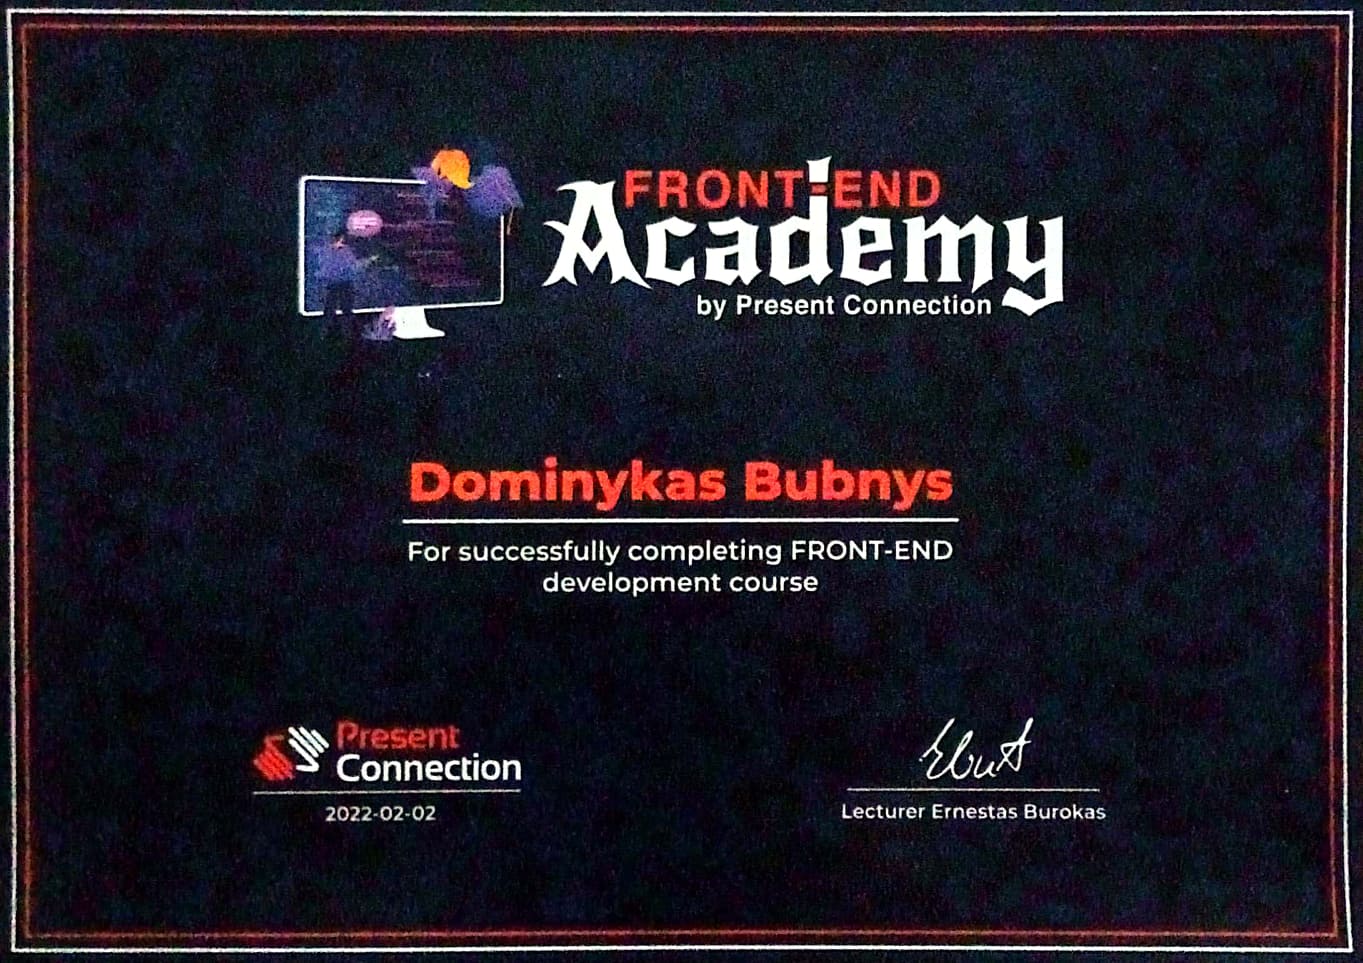 FRONT-END
Academy
by Present Connection
Dominykas Bubnys
For successfully completing FRONT-END
development course
Present
Connection
2022-02-02
Lecturer Ernestas Burokas